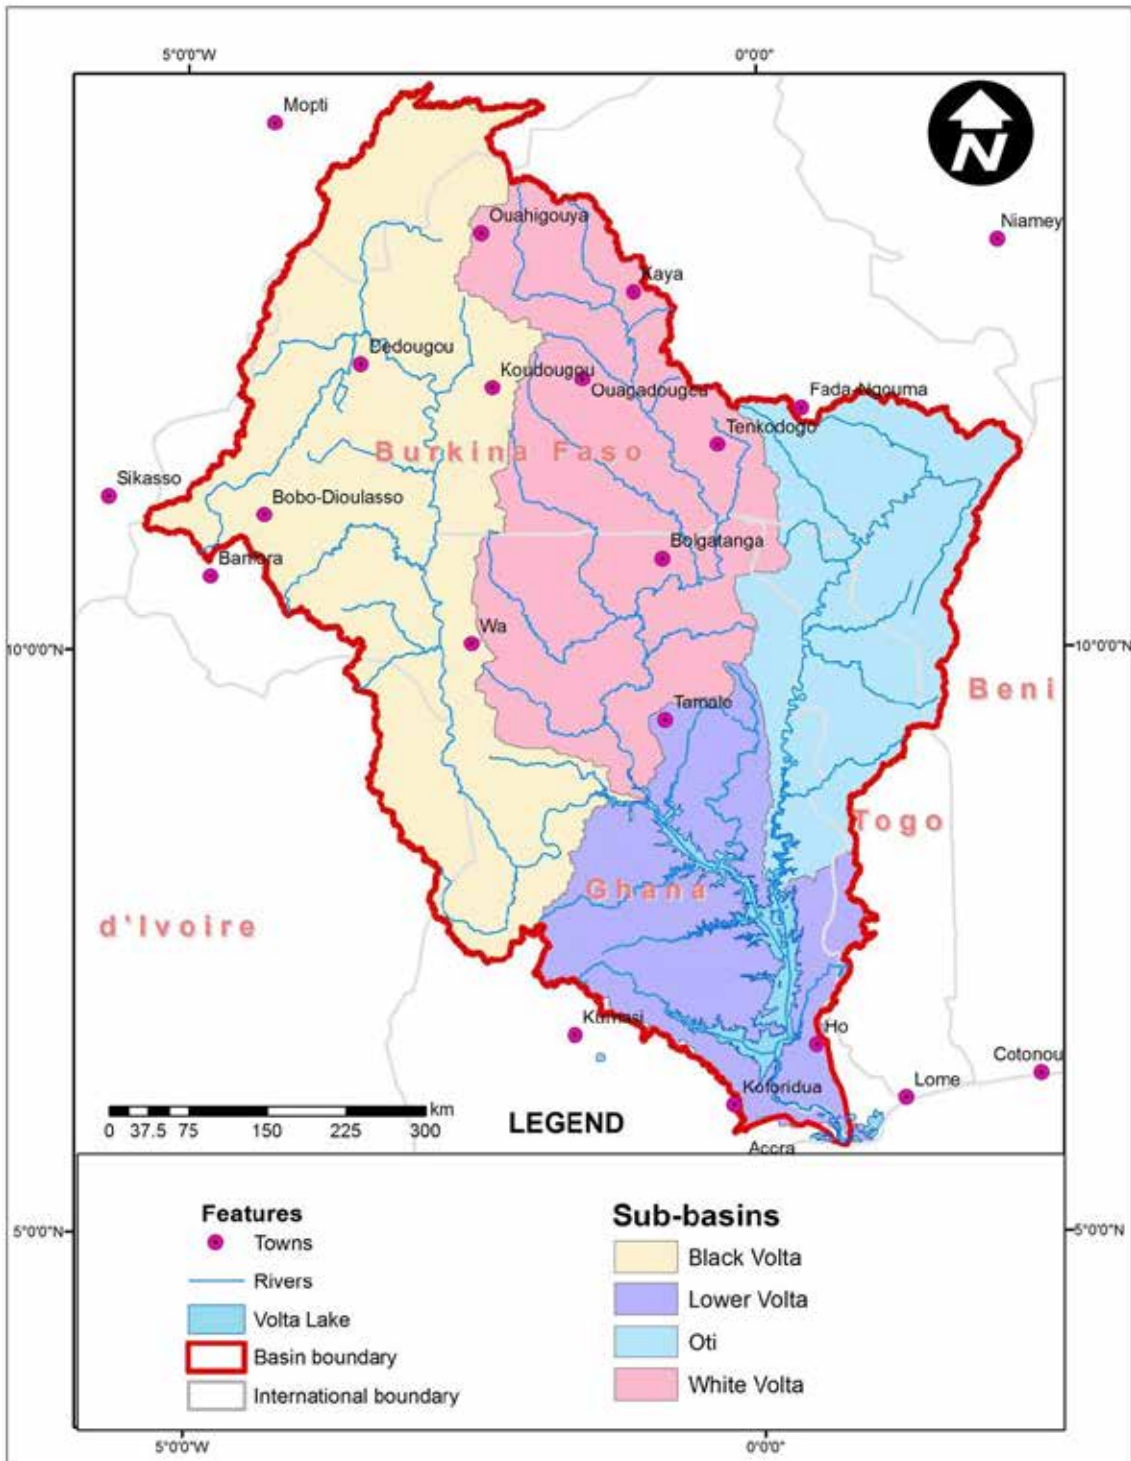 5°0'0"W
0°0'0"
Mopti
N
Ouahigouya
Niamey
Kaya
Dedougou
Koudougou
Ouagadougou
Fada-Ngouma
Tenkodogo
Burkina Faso
Sikasso
Bobo-Dioulasso
Bolgatanga
Banfora
Wa
10°0'0"N
10°0'0"N
Beni
Tamale
Togo
Ghana
d'Ivoire
Kumasi
Ho
Cotonou
Lome
Koforidua
km
0 37.5 75 150 225 300
LEGEND
Accra
Features
Towns
Rivers
Volta Lake
Basin boundary
International boundary
Sub-basins
Black Volta
Lower Volta
Oti
White Volta
5°0'0"N
5°0'0"N
5°0'0"W
0°0'0"